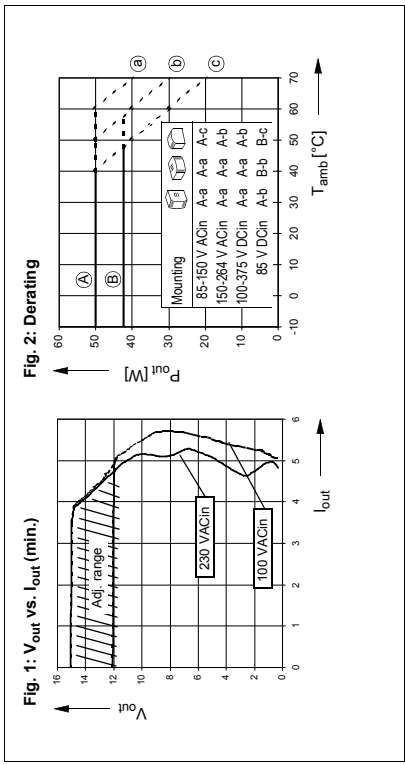 Fig. 1: Vout vs. Iout (min.)
Vout
16
14
12
10
8
6
4
2
0
Adj. range
230 VACin
100 VACin
0 1 2 3 4 5 6
Iout
Fig. 2: Derating
Pout [W]
60
50
40
30
20
10
0
A
B
a
b
c
Mounting
85-150 V ACin A-a A-a A-c
150-264 V ACin A-a A-a A-b
100-375 V DCin A-a A-a A-b
85 V DCin A-b B-b B-c
-10 0 10 20 30 40 50 60 70
Tamb [°C]